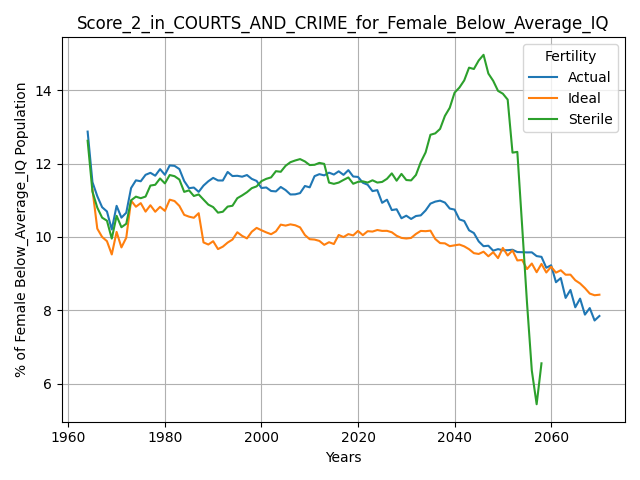 Score_2_in_COURTS_AND_CRIME_for_Female_Below_Average_IQ
% of Female Below_Average_IQ Population
14
12
10
8
6
Fertility
Actual
Ideal
Sterile
1960 1980 2000 2020 2040 2060
Years